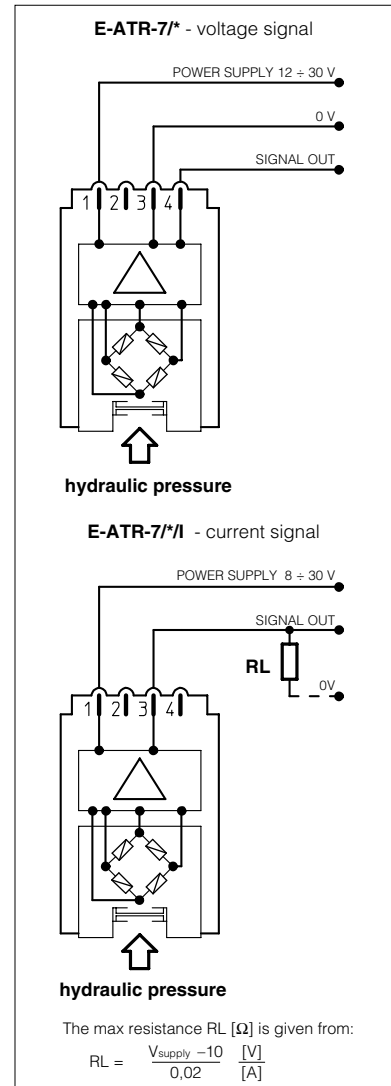 E-ATR-7/* - voltage signal
POWER SUPPLY 12 ÷ 30 V
0 V
SIGNAL OUT
1 2 3 4
hydraulic pressure
E-ATR-7/*/I - current signal
POWER SUPPLY 8 ÷ 30 V
SIGNAL OUT
RL
0V
1 2 3 4
hydraulic pressure
The max resistance RL [Ω] is given from:
RL = Vsupply –10 [V]
0,02 [A]